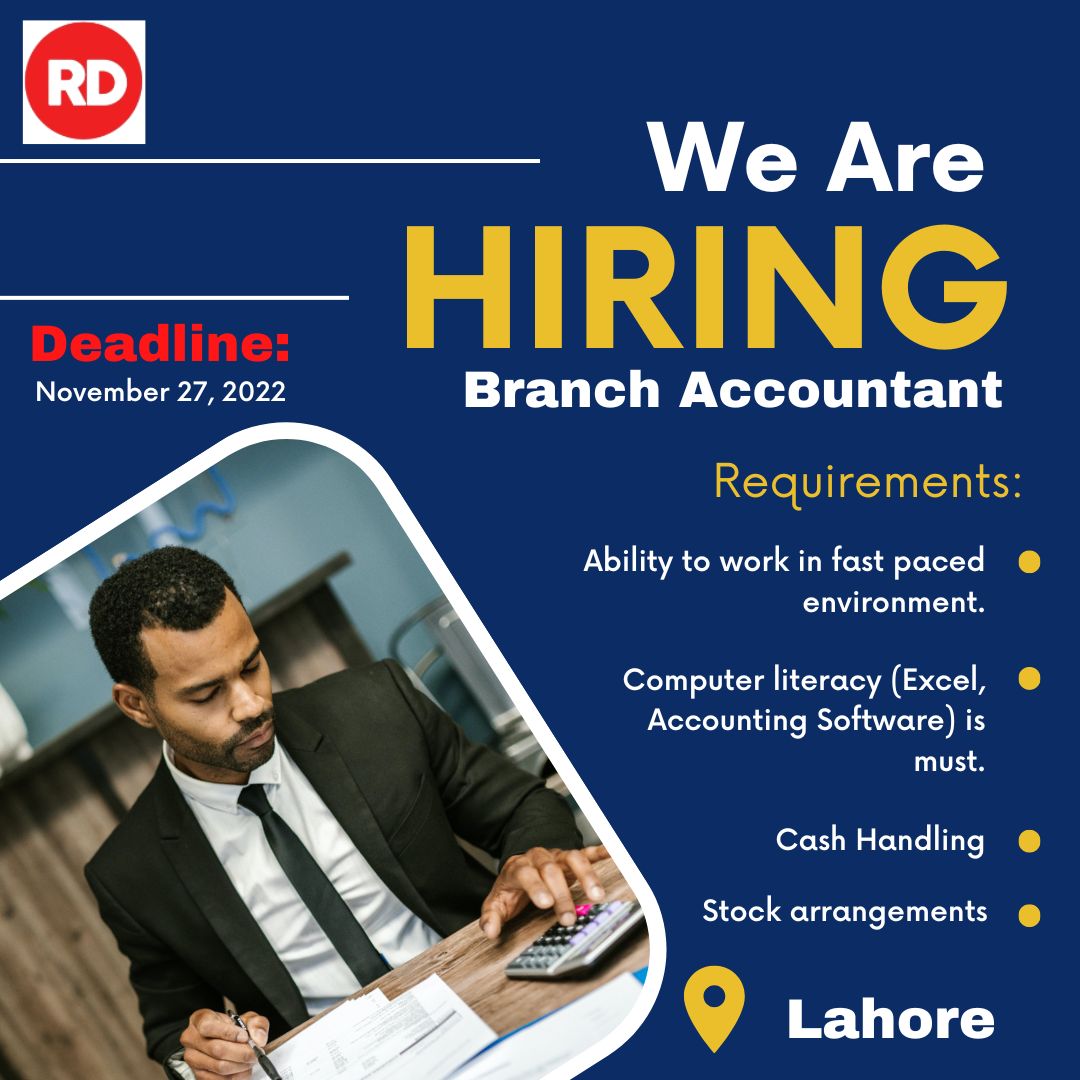 RD
We Are
HIRING
Branch Accountant
Deadline:
November 27, 2022
Requirements:
Ability to work in fast paced
environment.
Computer literacy (Excel,
Accounting Software) is
must.
Cash Handling
Stock arrangements
Lahore